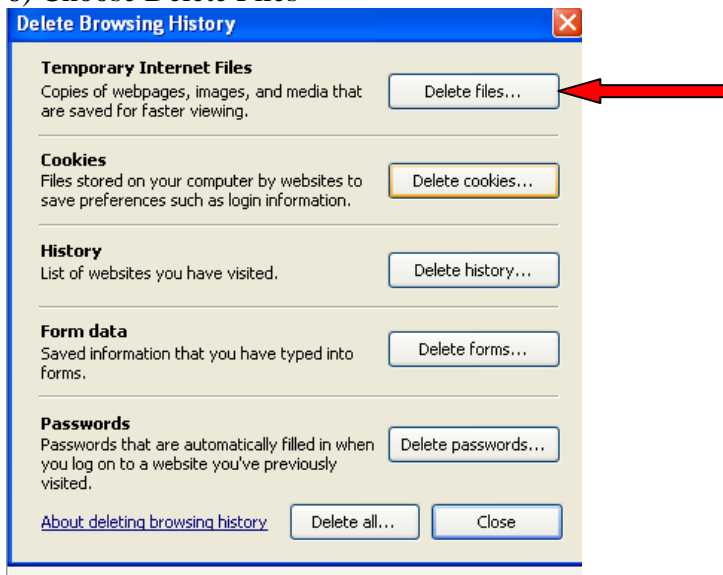 Choose Delete Files
Delete Browsing History
Temporary Internet Files
Copies of webpages, images, and media that
are saved for faster viewing.
Delete files...
Cookies
Files stored on your computer by websites to
save preferences such as login information.
Delete cookies...
History
List of websites you have visited.
Delete history...
Form data
Saved information that you have typed into
forms.
Delete forms...
Passwords
Passwords that are automatically filled in when
you log on to a website you've previously
visited.
Delete passwords...
About deleting browsing history
Delete all...
Close